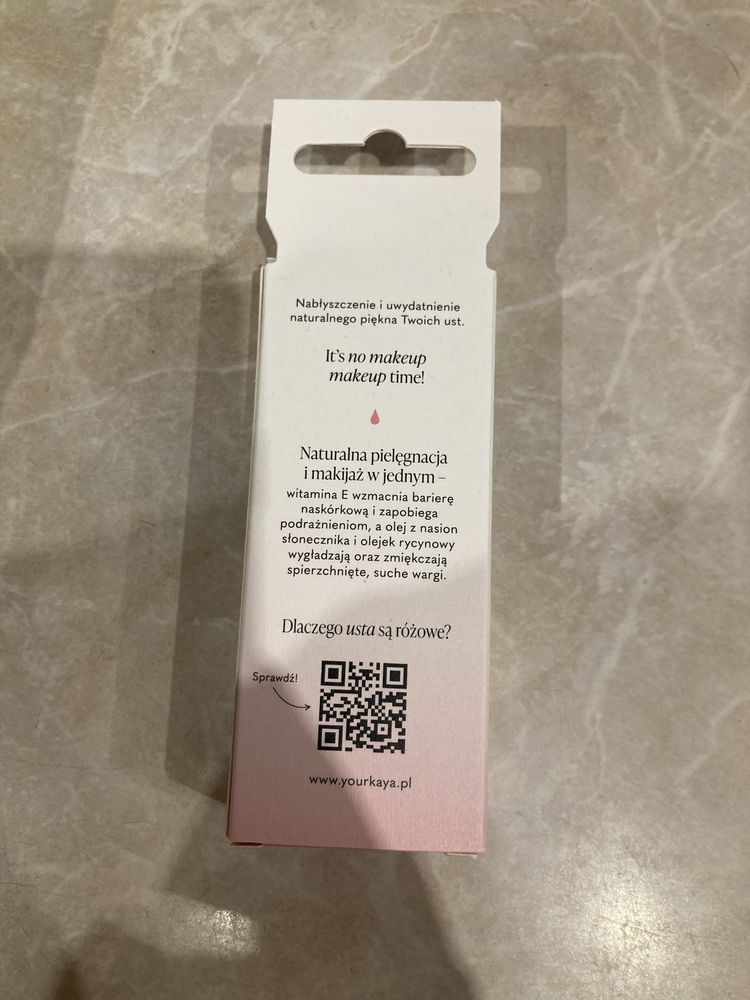 Nabłyszczenie i uwydatnienie
naturalnego piękna Twoich ust.
It's no makeup
makeup time!
Naturalna pielęgnacja
i makijaż w jednym –
witamina E wzmacnia barierę
naskórkową i zapobiega
podrażnieniom, a olej z nasion
słonecznika i olejek rycynowy
wygładzają oraz zmiękczają
spierzchnięte, suche wargi.
Dlaczego usta są różowe?
Sprawdź!
www.yourkaya.pl